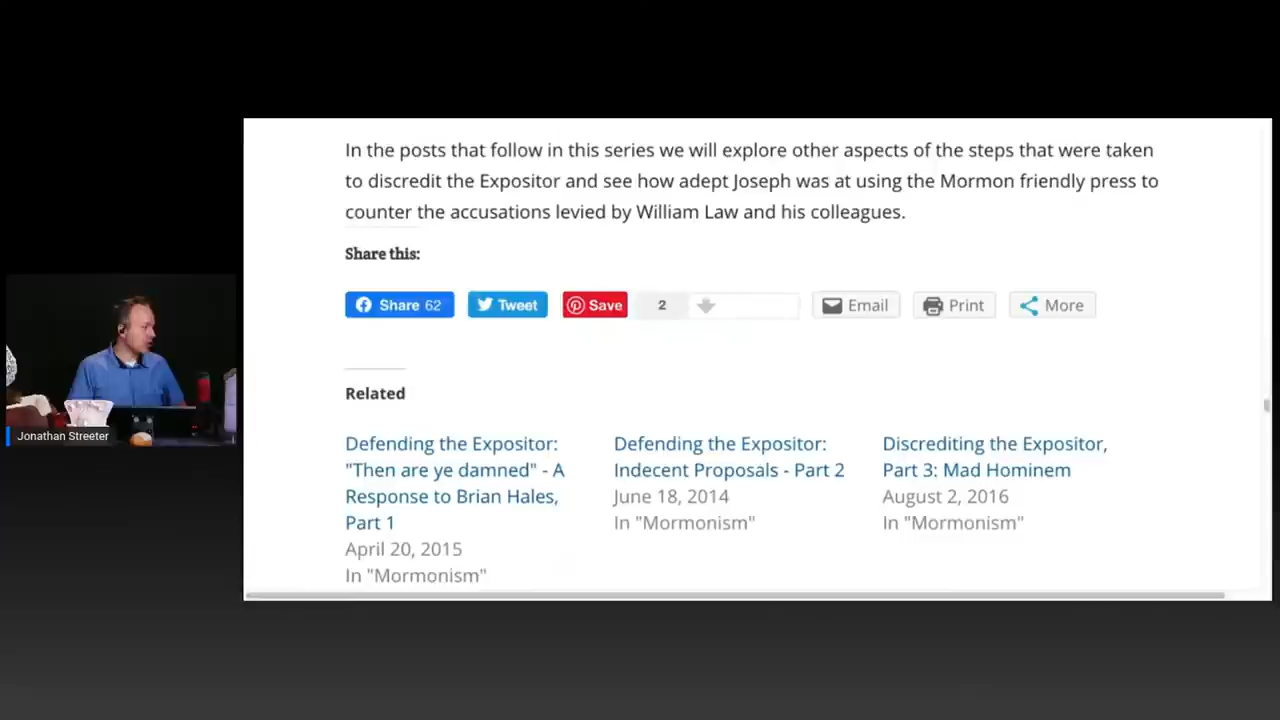 In the posts that follow in this series we will explore other aspects of the steps that were taken
to discredit the Expositor and see how adept Joseph was at using the Mormon friendly press to
counter the accusations levied by William Law and his colleagues.
Share this:
Share 62
Tweet
Save
2
Email
Print
More
Related
Defending the Expositor:
"Then are ye damned" - A
Response to Brian Hales,
Part 1
April 20, 2015
In "Mormonism"
Defending the Expositor:
Indecent Proposals - Part 2
June 18, 2014
In "Mormonism"
Discrediting the Expositor,
Part 3: Mad Hominem
August 2, 2016
In "Mormonism"
Jonathan Streeter